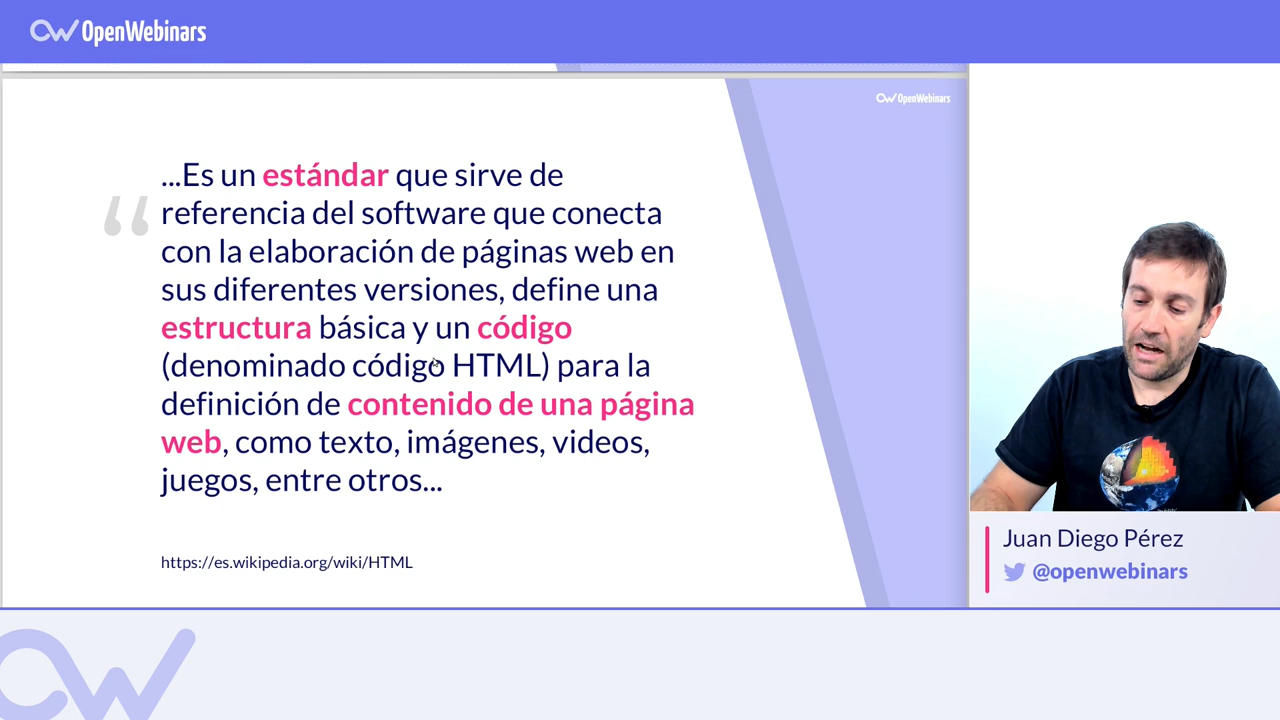 OpenWebinars
OpenWebinars
“
...Es un estándar que sirve de
referencia del software que conecta
con la elaboración de páginas web en
sus diferentes versiones, define una
estructura básica y un código
(denominado código HTML) para la
definición de contenido de una página
web, como texto, imágenes, videos,
juegos, entre otros...
https://es.wikipedia.org/wiki/HTML
Juan Diego Pérez
@openwebinars